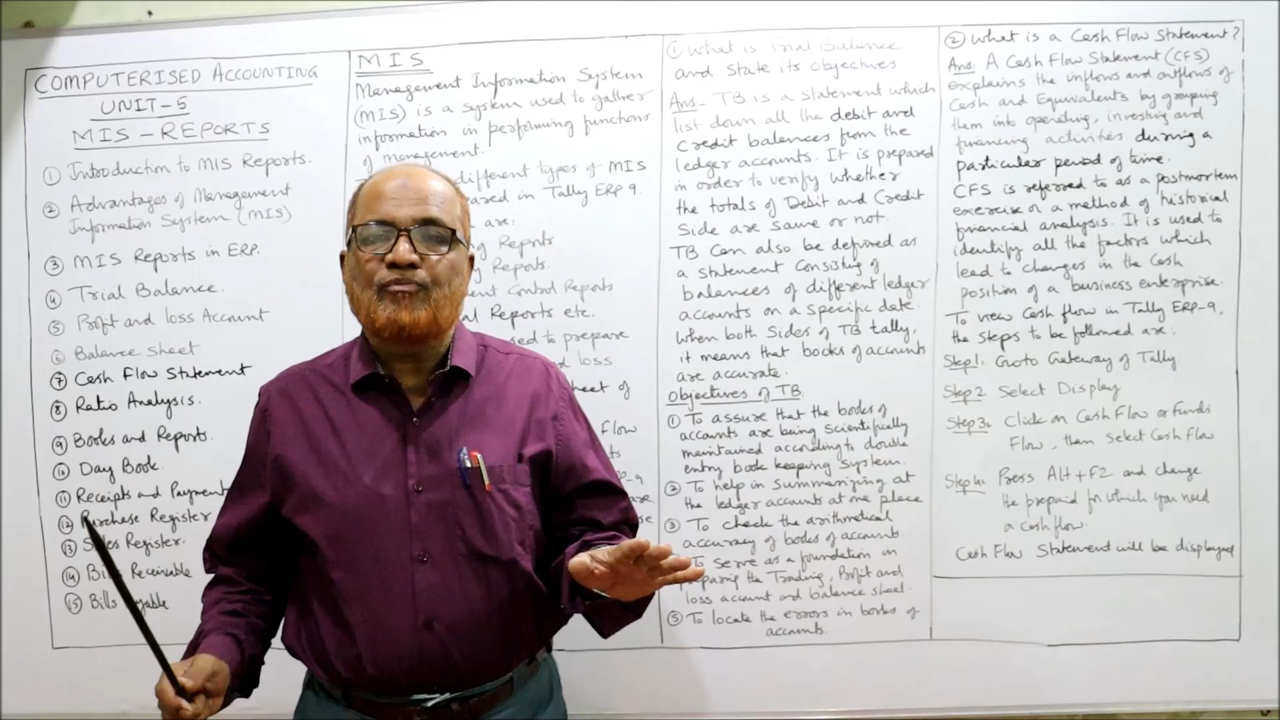 COMPUTERISED ACCOUNTING
UNIT-5
MIS-REPORTS
① Introduction to MIS Reports.
② Advantages of Management
Information System (MIS)
③ MIS Reports in ERP.
④ Trial Balance.
⑤ Profit and loss Account
⑥ Balance Sheet
⑦ Cash Flow Statement
⑧ Ratio Analysis.
⑨ Books and Reports.
⑩ Day Book.
⑪ Receipts and Payment
⑫ Purchase Register
⑬ Sales Register.
⑭ Bills Receivable
⑮ Bills Payable
MIS
Management Information System
(MIS) is a system used to gather
information in performing functions
of management.
different types of MIS
in Tally ERP 9.
are:
Reports
Reports.
Control Reports
Reports etc.
used to prepare
loss
of
Flow
① What is Trial Balance
and State its Objectives
Ans- TB is a statement which
list down all the debit and
credit balances from the
ledger accounts. It is prepared
in order to verify whether
the totals of Debit and Credit
Side are same or not.
TB Can also be defined as
a statement consisting of
balances of different ledger
accounts on a specific date.
When both sides of TB tally,
it means that books of accounts
are accurate.
Objectives of TB.
① To assure that the books of
accounts are being scientifically
maintained according to double
entry book keeping System.
② To help in summarizing at
the ledger accounts at one place
③ To check the arithmetical
accuracy of books of accounts.
To serve as a foundation in
preparing the Trading, Profit and
loss account and balance sheet.
⑤ To locate the errors in books of
accounts.
② What is a Cash Flow Statement?
Ans: A Cash Flow Statement (CFS)
explains the inflows and outflows of
Cash and Equivalents by grouping
them into operating, investing and
financing activities during a
particular period of time.
CFS is referred to as a postmortem
exercise or a method of historical
financial analysis. It is used to
identify all the factors which
lead to changes in the cash
position of a business enterprise.
To view cash flow in Tally ERP-9,
the steps to be followed are:
Step1. Goto Gateway of Tally
Step 2 Select Display
Step 3. Click on Cash Flow or Funds
Flow, then Select Cash Flow
Step 4: Press Alt + F2 and change
the prepaid for which you need
a cash flow.
Cash Flow Statement will be displayed